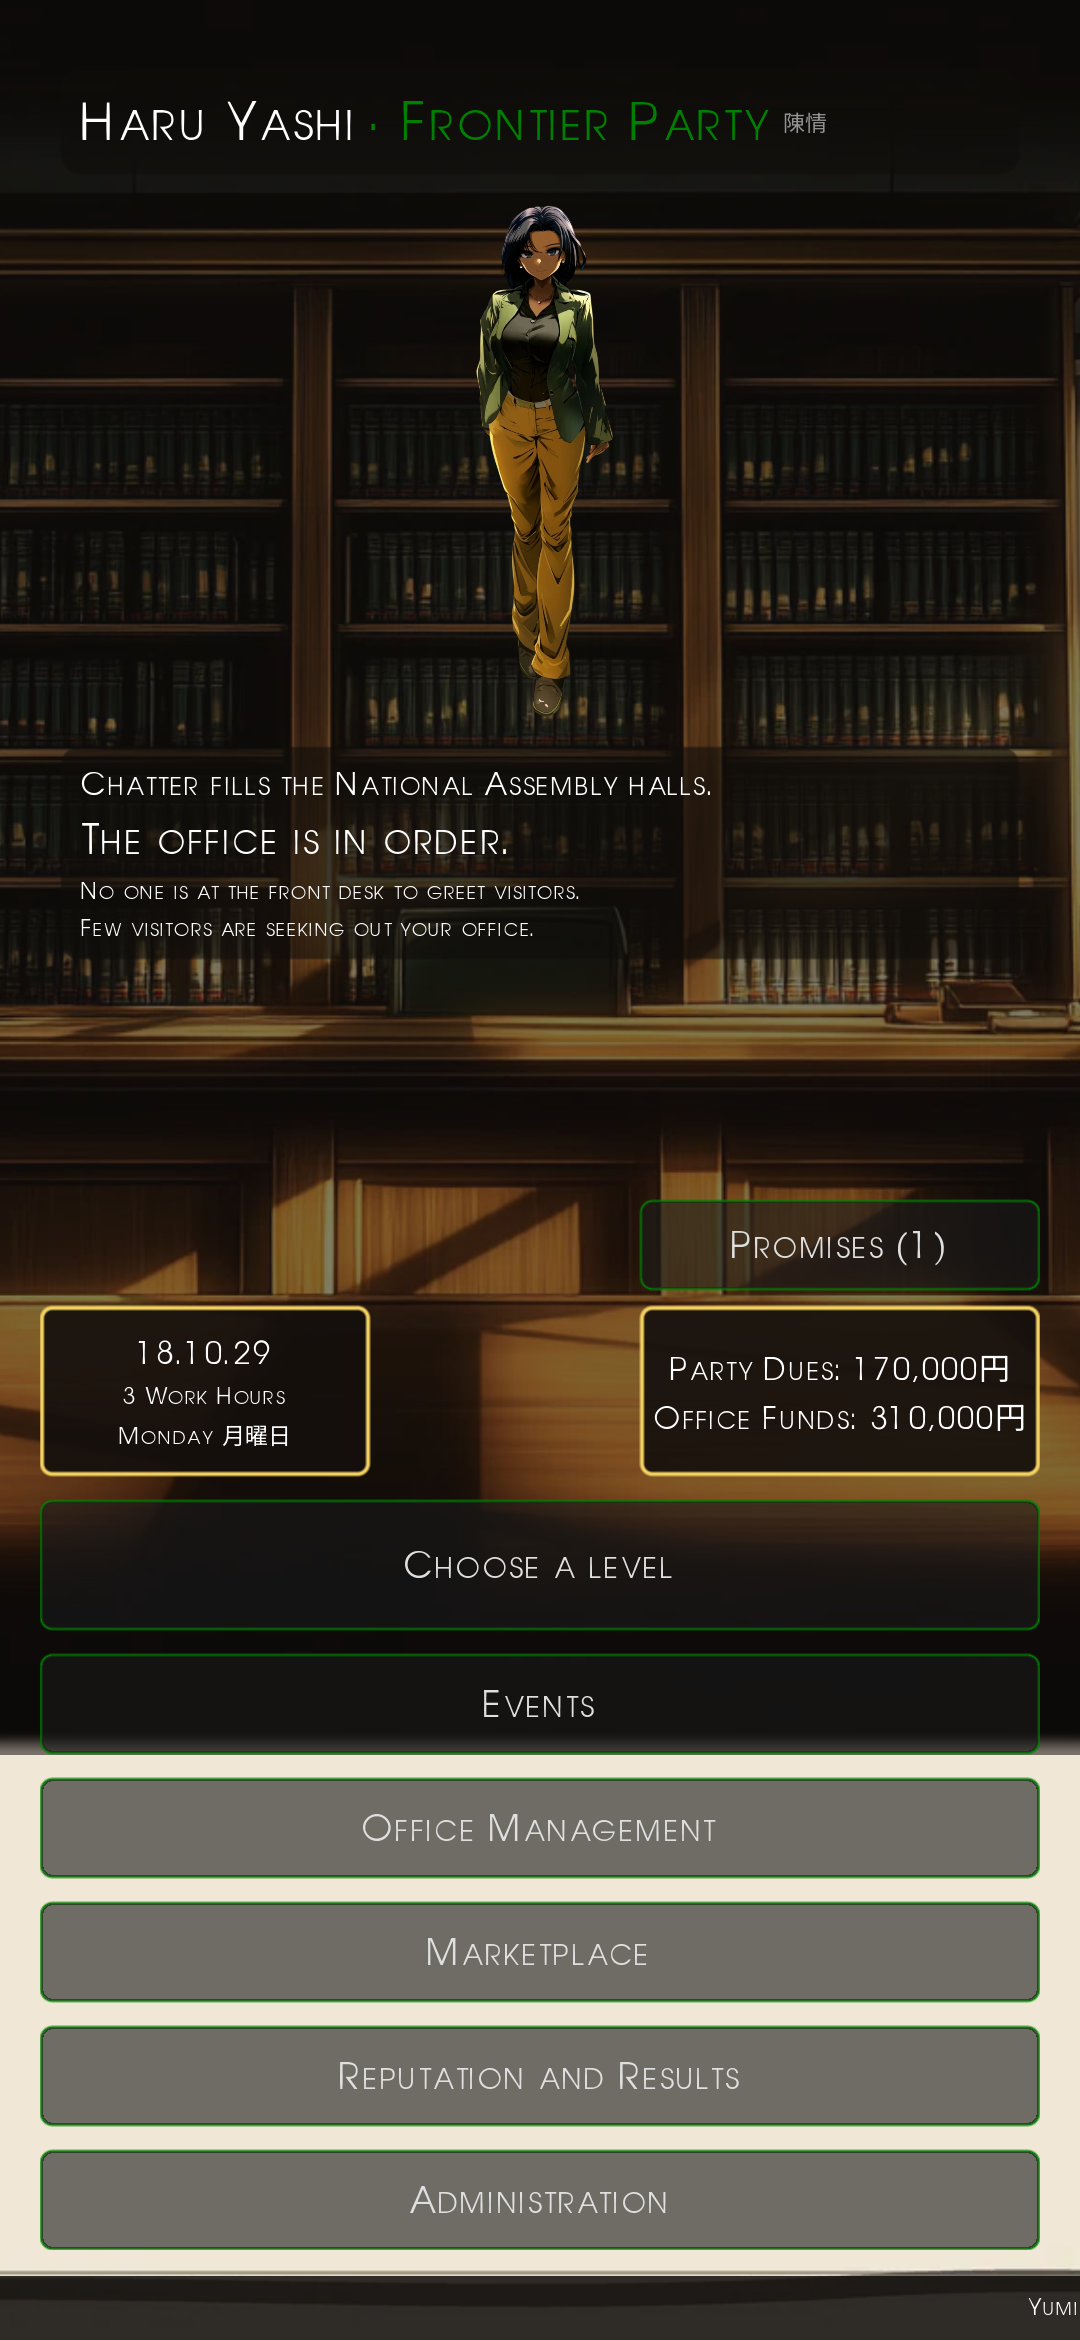 Haru Yashi · Frontier Party 陳情
Chatter fills the National Assembly halls.
The office is in order.
No one is at the front desk to greet visitors.
Few visitors are seeking out your office.
Promises (1)
18.10.29
3 Work Hours
Monday 月曜日
Party Dues: 170,000円
Office Funds: 310,000円
Choose a level
Events
Office Management
Marketplace
Reputation and Results
Administration
Yumi